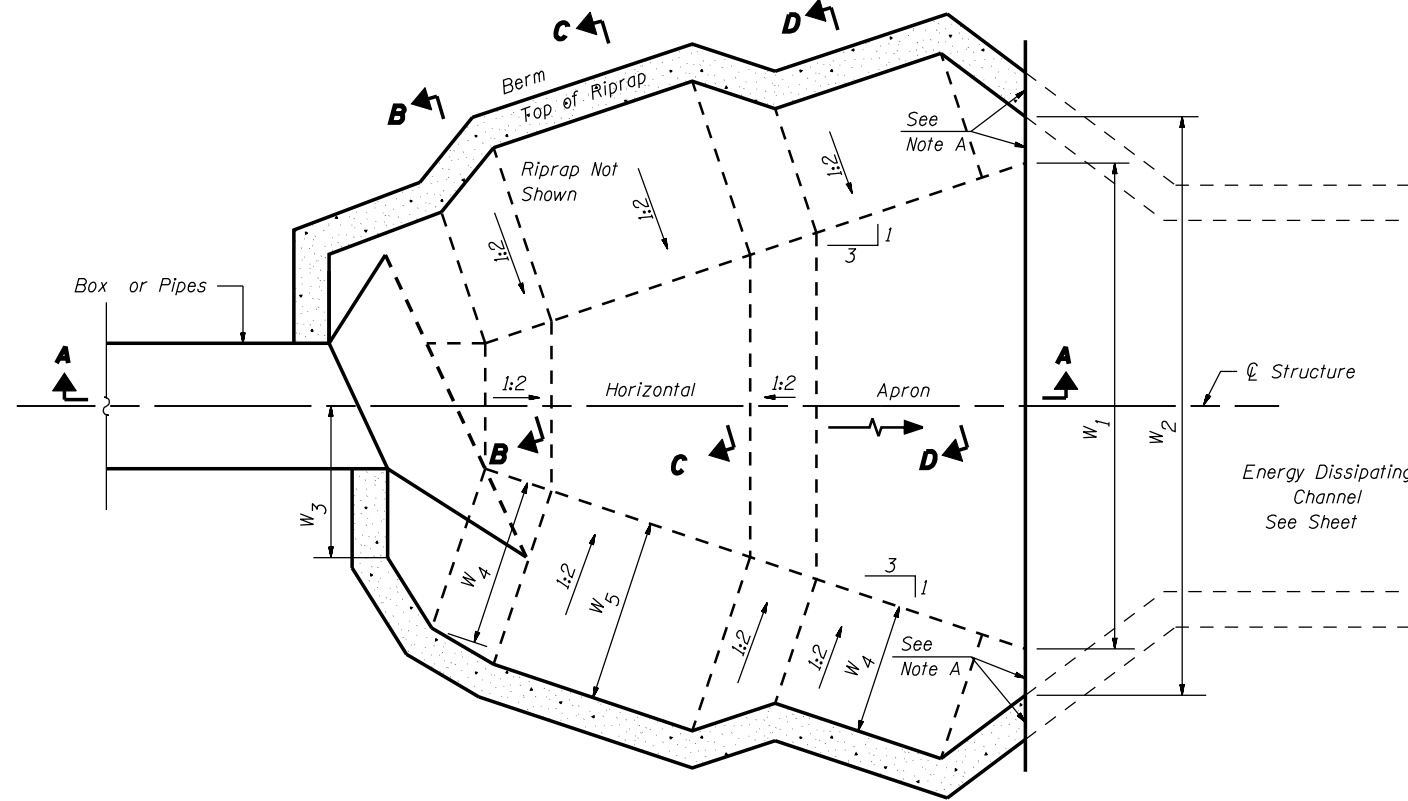 C
D
Berm
Top of Riprap
B
See
Note A
1:2
Riprap Not
Shown
1:2
1:2
1
3
Box or Pipes
A
A
℄ Structure
1:2
Horizontal
1:2
Apron
W1
W2
B
C
D
Energy Dissipating
Channel
See Sheet
W3
W4
1:2
W5
3
1
1:2
1:2
W4
See
Note A